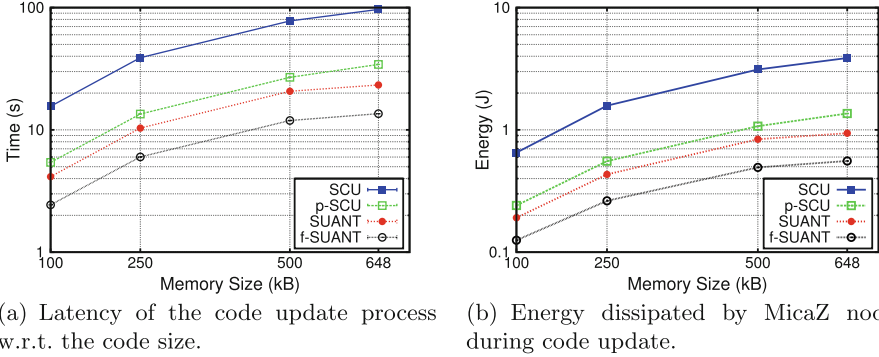 100
10
1
Time (s)
SCU
p-SCU
SUANT
f-SUANT
100 250 500 648
Memory Size (kB)
10
1
0.1
Energy (J)
SCU
p-SCU
SUANT
f-SUANT
100 250 500 648
Memory Size (kB)
a) Latency of the code update process
w.r.t. the code size.
(b) Energy dissipated by MicaZ
during code update.